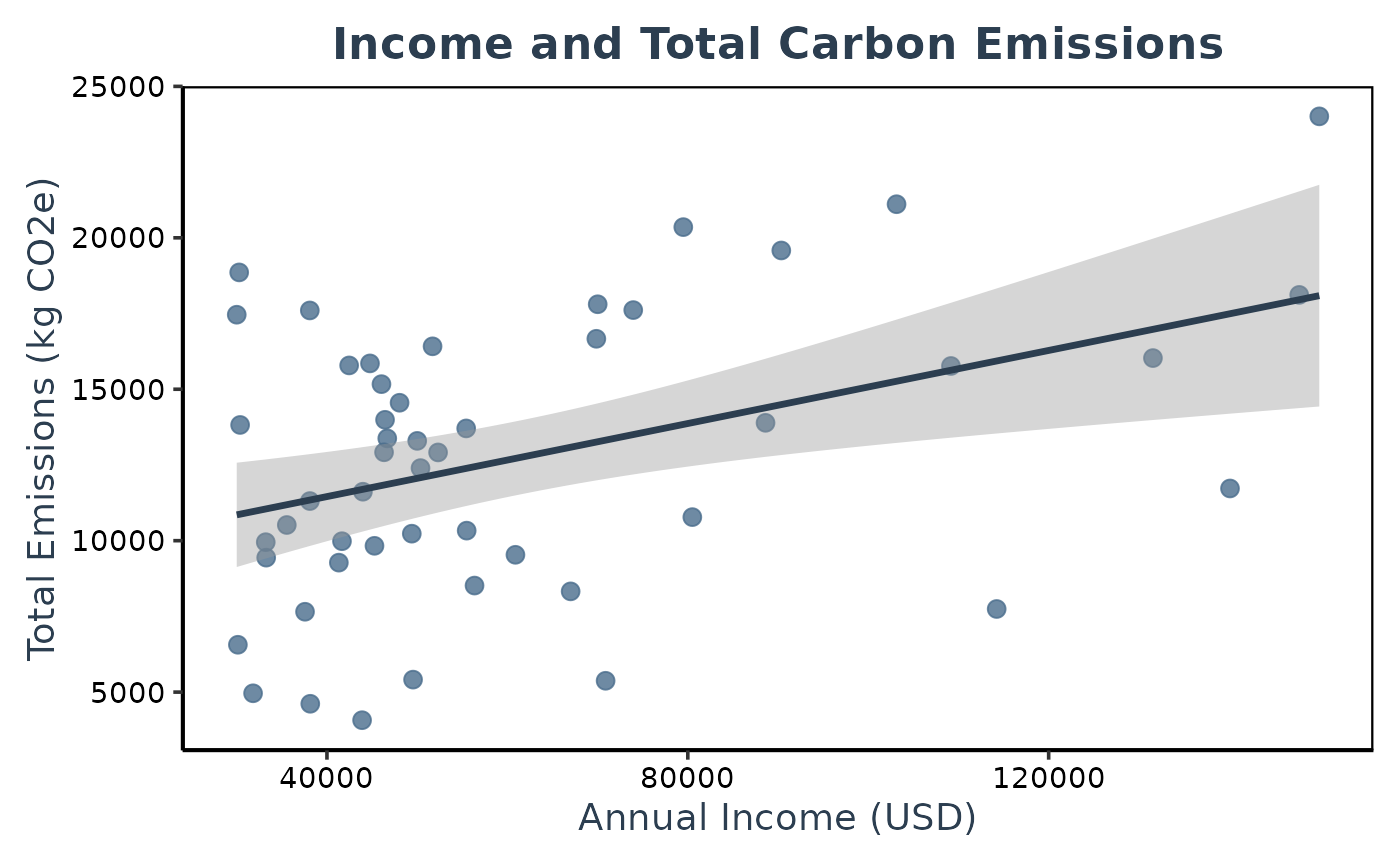 Income and Total Carbon Emissions
25000
20000
15000
10000
5000
Total Emissions (kg CO2e)
40000 80000 120000
Annual Income (USD)